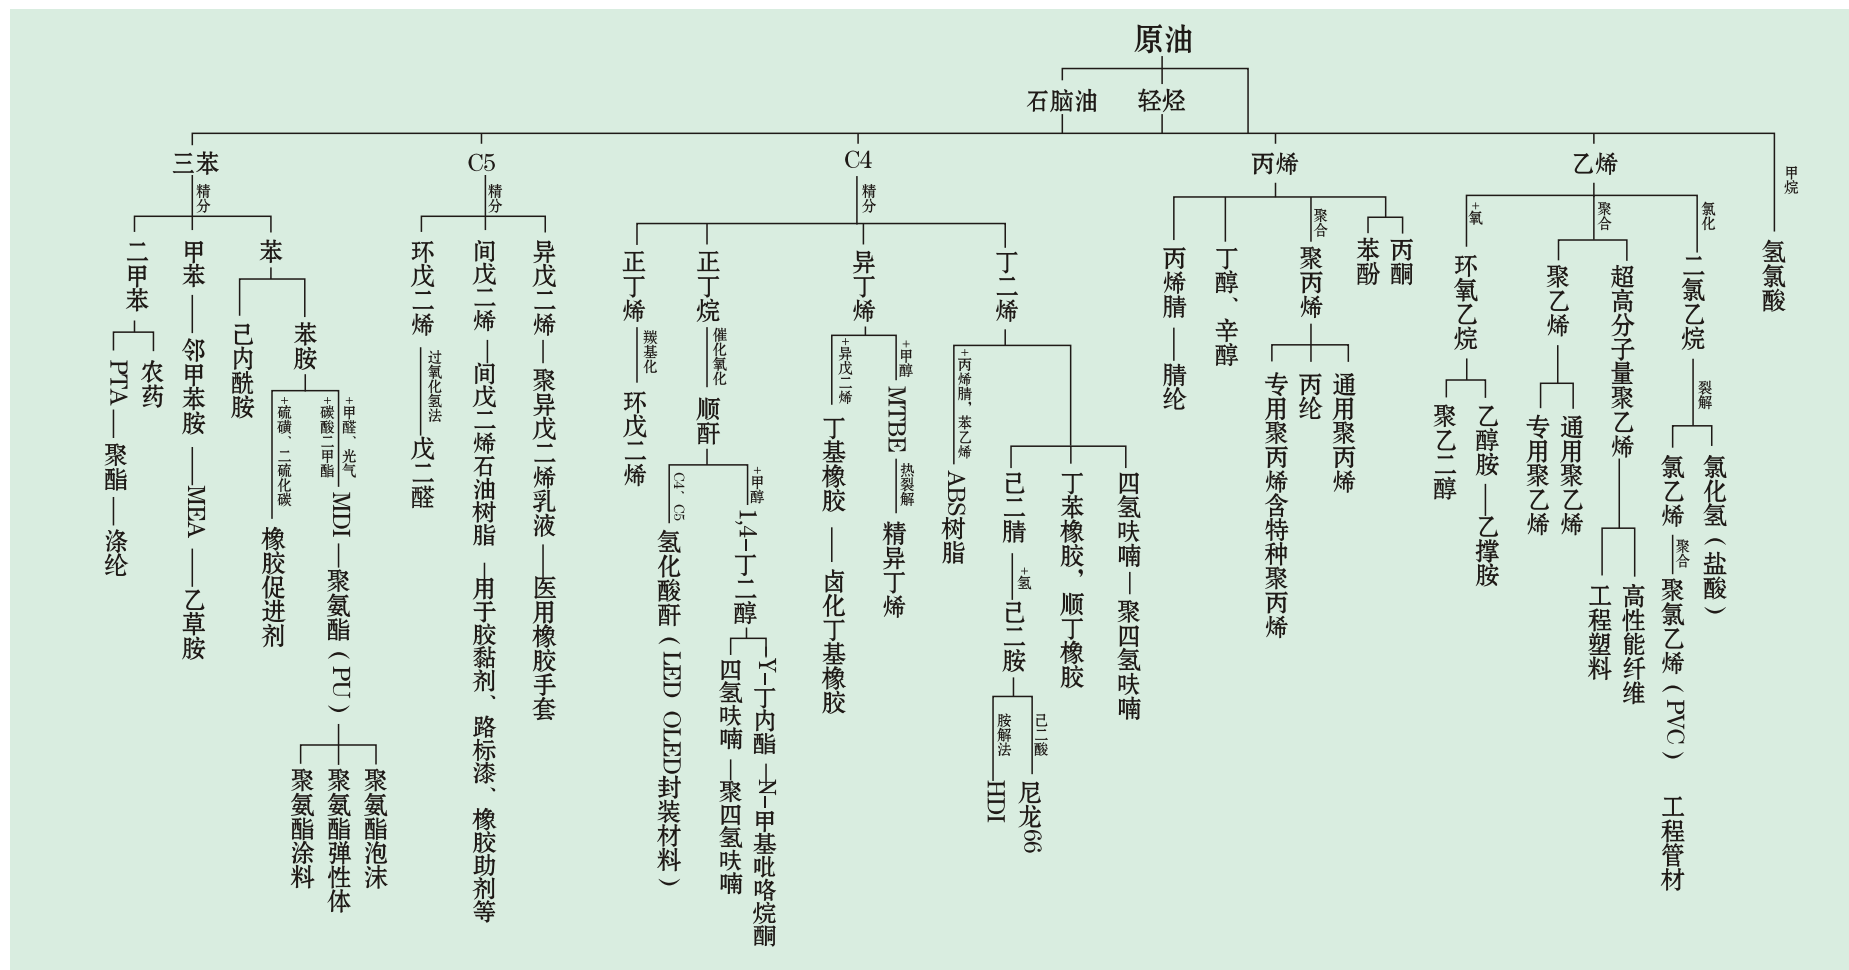 原油
石脑油
轻烃
三苯
C5
C4
丙烯
乙烯
甲烷
精分
精分
精分
二甲苯
甲苯
苯
PTA
农药
聚酯
涤纶
邻甲苯胺
MEA
乙草胺
己内酰胺
苯胺
+硫磺、二硫化碳
橡胶促进剂
+碳酸二甲酯
+甲醛、光气
MDI
聚氨酯（PU）
聚氨酯涂料
聚氨酯弹性体
聚氨酯泡沫
环戊二烯
过氧化氢法
戊二醛
间戊二烯
间戊二烯石油树脂
用于胶黏剂、路标漆、橡胶助剂等
异戊二烯
聚异戊二烯乳液
医用橡胶手套
正丁烯
羰基化
环戊二烯
正丁烷
催化氧化
顺酐
C4、C5
氢化酸酐（LED OLED封装材料）
+甲醇
1,4-丁二醇
四氢呋喃
聚四氢呋喃
Y-丁内酯
N-甲基吡咯烷酮
异丁烯
+异戊二烯
丁基橡胶
卤化丁基橡胶
+甲醇
MTBE
热裂解
精异丁烯
丁二烯
+丙烯腈，苯乙烯
ABS树脂
己二腈
+氢
己二胺
胺解法
HDI
己二酸
尼龙66
丁苯橡胶，顺丁橡胶
四氢呋喃
聚四氢呋喃
丙烯腈
腈纶
丁醇、辛醇
聚合
聚丙烯
专用聚丙烯含特种聚丙烯
丙纶
通用聚丙烯
苯酚
丙酮
+氧
环氧乙烷
聚乙二醇
乙醇胺
乙撑胺
聚合
聚乙烯
专用聚乙烯
通用聚乙烯
超高分子量聚乙烯
工程塑料
高性能纤维
氯化
二氯乙烷
裂解
氯乙烯
聚合
聚氯乙烯（PVC）
工程管材
氯化氢（盐酸）
氢氯酸